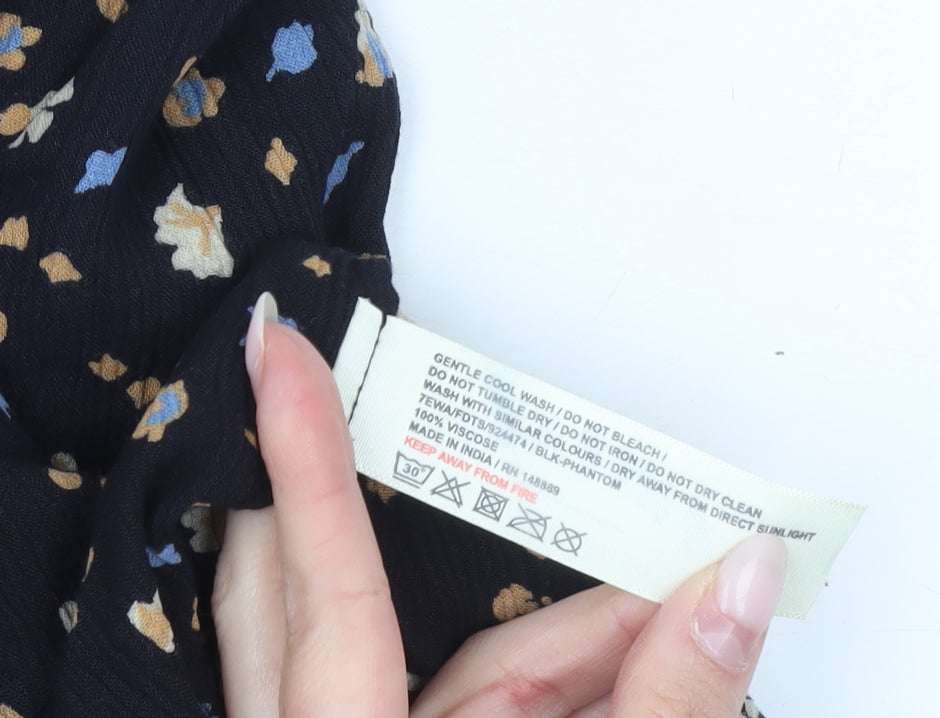 GENTLE COOL WASH / DO NOT BLEACH /
DO NOT TUMBLE DRY / DO NOT IRON / DO NOT DRY CLEAN
WASH WITH SIMILAR COLOURS / DRY AWAY FROM DIRECT SUNLIGHT
7EWA/FDTS/924474 / BLK-PHANTOM
100% VISCOSE
MADE IN INDIA / RN 148869
KEEP AWAY FROM FIRE
30°